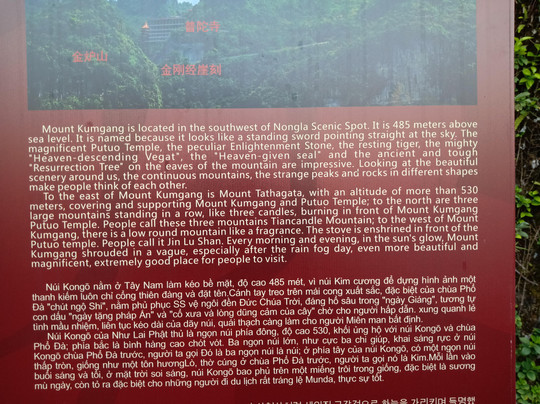 普陀寺
金炉山
金刚经崖刻
Mount Kumgang is located in the southwest of Nongla Scenic Spot. It is 485 meters above
sea level. It is named because it looks like a standing sword pointing straight at the sky. The
magnificent Putuo Temple, the peculiar Enlightenment Stone, the resting tiger, the mighty
"Heaven-descending Vegat", the "Heaven-given seal" and the ancient and tough
"Resurrection Tree" on the eaves of the mountain are impressive. Looking at the beautiful
scenery around us, the continuous mountains, the strange peaks and rocks in different shapes
make people think of each other.
To the east of Mount Kumgang is Mount Tathagata, with an altitude of more than 530
meters, covering and supporting Mount Kumgang and Putuo Temple; to the north are three
large mountains standing in a row, like three candles, burning in front of Mount Kumgang
Putuo Temple. People call these three mountains Tiancandle Mountain; to the west of Mount
Kumgang, there is a low round mountain like a fragrance. The stove is enshrined in front of the
Putuo temple. People call it Jin Lu Shan. Every morning and evening, in the sun's glow, Mount
Kumgang shrouded in a vague, especially after the rain fog day, even more beautiful and
magnificent, extremely good place for people to visit.
Núi Kongō nằm ở Tây Nam làm kéo bề mặt, độ cao 485 mét, vì núi Kim cương để dựng hình ảnh một
thanh kiếm luôn chỉ cổng thiên đàng và đặt tên.Cánh tay treo trên mái cong xuất sắc, đặc biệt của chùa Phổ
Đà "chút ngộ Shi", nằm phủ phục SS vệ ngôi đền Đức Chúa Trời, đáng hổ sâu trong "ngày Giáng", tương tự
con dấu "ngày tặng pháp Ấn" và "cổ xưa và lòng dũng cảm của cây" chờ cho người hấp dẫn. xung quanh lê
tinh mầu nhiệm, liên tục kéo dài của dãy núi, quái thạch càng làm cho người Miên man bất định.
Núi Kongō của Như Lai Phật thủ là ngọn núi phía đông, độ cao 530, khối ủng hộ với núi Kongō và chùa
Phổ Đà; phía bắc là bình hàng cao chót vót. Ba ngọn núi lớn, như cực ba chi giúp, khai sáng rực ở núi
Kongō chùa Phổ Đà trước, người ta gọi Đó là ba ngọn núi là núi; ở phía tây của núi Kongō, có một ngọn núi
thấp tròn, giống như một tôn hươngLò, thờ cúng ở chùa Phổ Đà trước, người ta gọi nó là Kim.Mỗi lần vào
buổi sáng và tối, ở mặt trời soi sáng, núi Kongō bao phủ trên một miếng trôi trong giống, đặc biệt là sương
mù ngày, còn tỏ ra đặc biệt cho những người đi du lịch rất tráng lệ Munda, thực sự tốt.